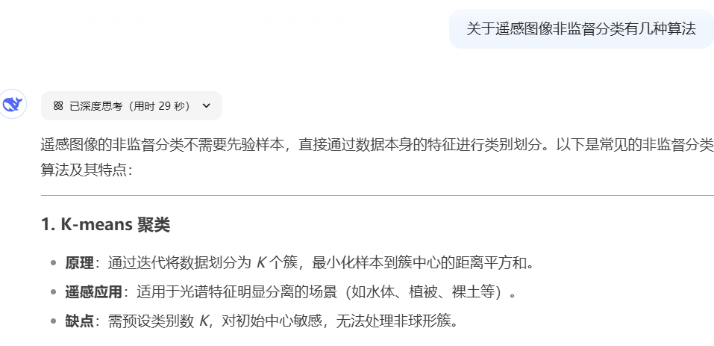 关于遥感图像非监督分类有几种算法
已深度思考（用时 29 秒）
遥感图像的非监督分类不需要先验样本，直接通过数据本身的特征进行类别划分。以下是常见的非监督分类
算法及其特点：
1. K-means 聚类
• 原理：通过迭代将数据划分为 K 个簇，最小化样本到簇中心的距离平方和。
• 遥感应用：适用于光谱特征明显分离的场景（如水体、植被、裸土等）。
• 缺点：需预设类别数 K，对初始中心敏感，无法处理非球形簇。